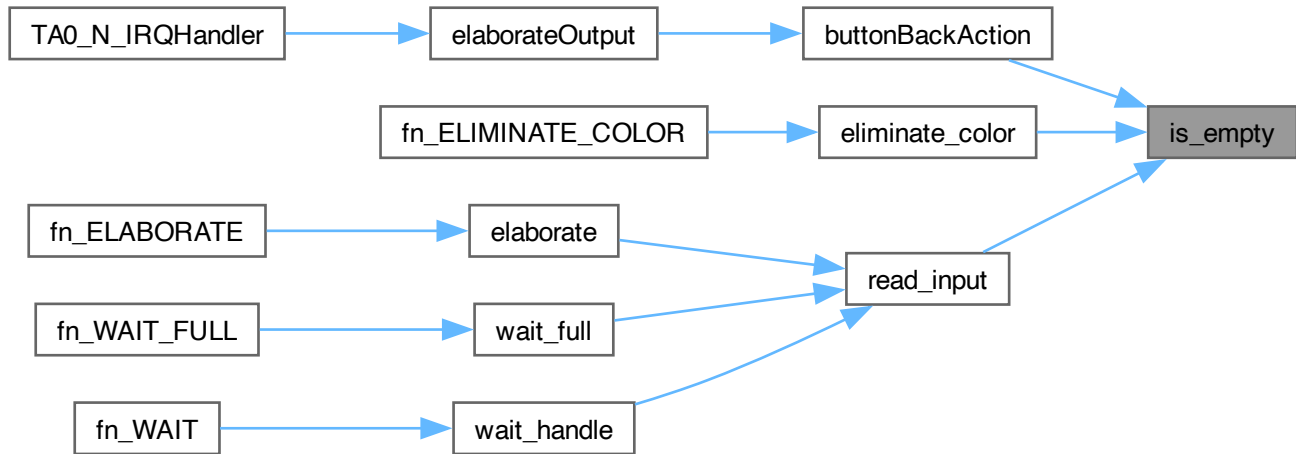 TA0_N_IRQHandler
elaborateOutput
buttonBackAction
fn_ELIMINATE_COLOR
eliminate_color
is_empty
fn_ELABORATE
elaborate
read_input
fn_WAIT_FULL
wait_full
fn_WAIT
wait_handle